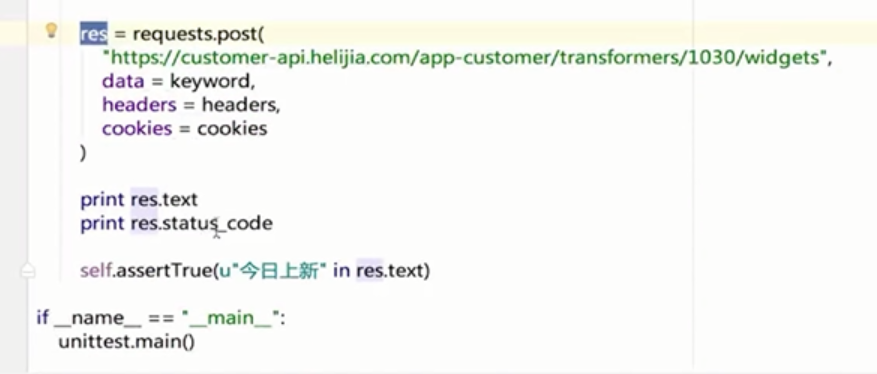 res = requests.post(
"https://customer-api.helijia.com/app-customer/transformers/1030/widgets",
data = keyword,
headers = headers,
cookies = cookies
)
print res.text
print res.status_code
self.assertTrue(u"今日上新" in res.text)
if __name__ == "__main__":
unittest.main()